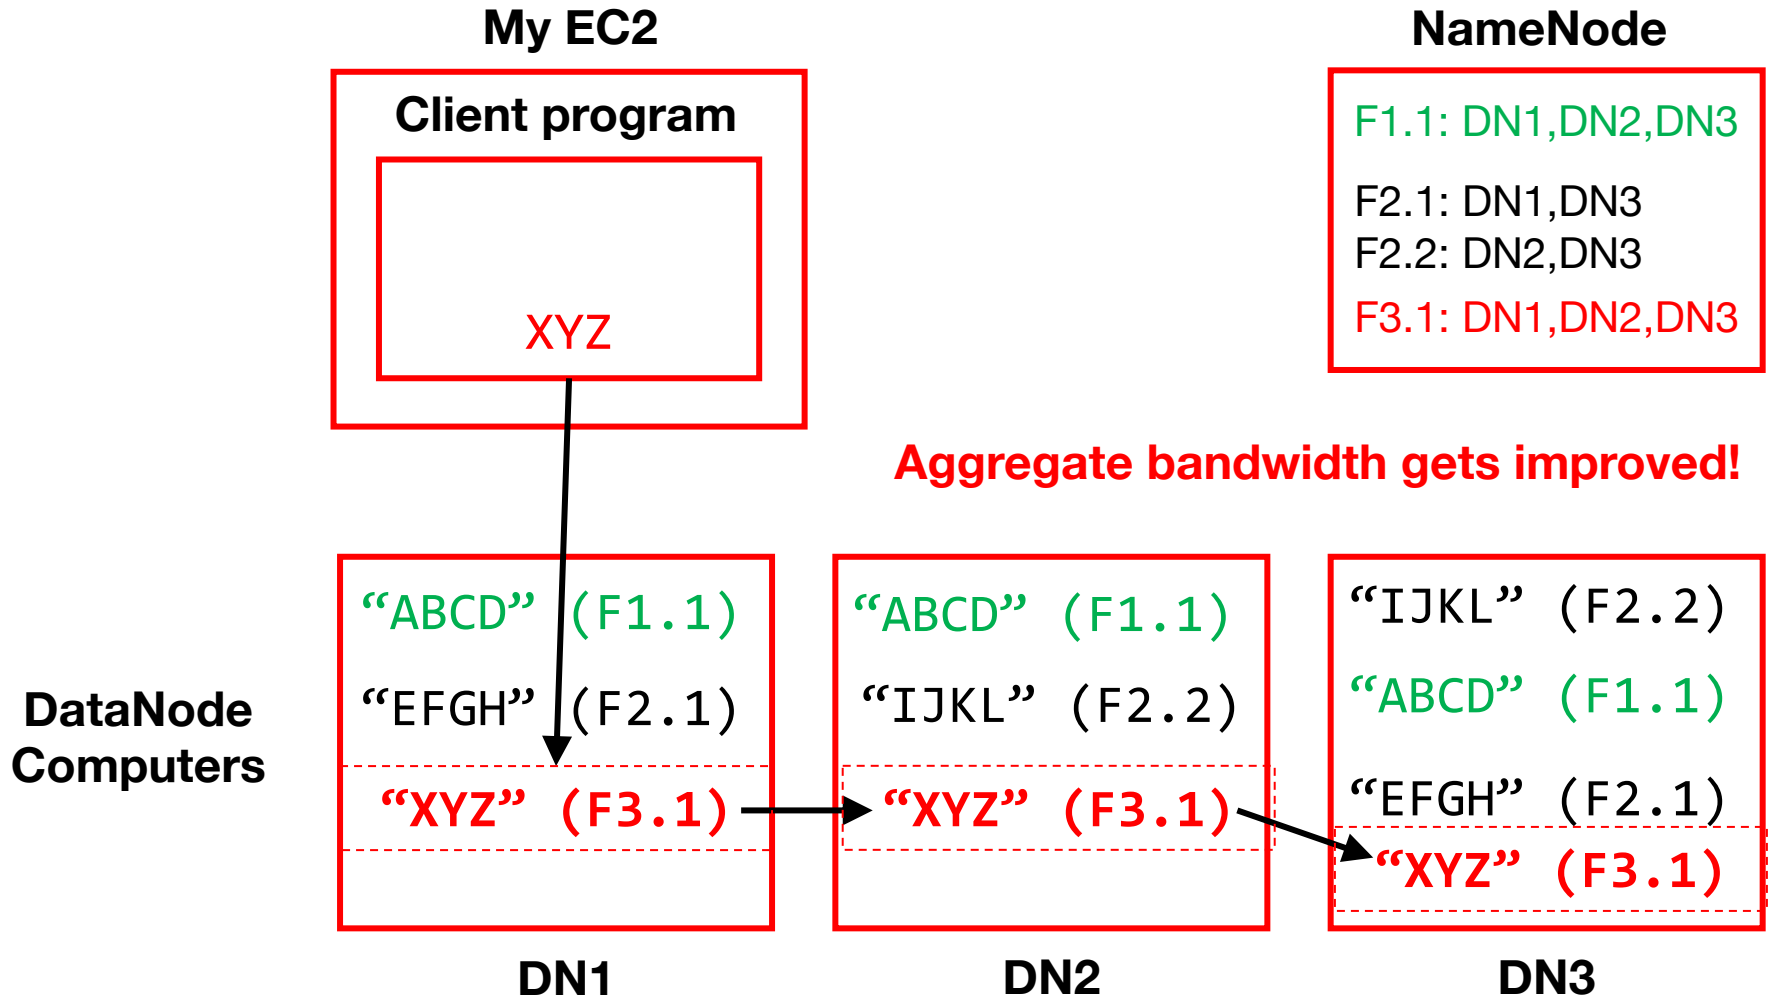 My EC2
Client program
XYZ
NameNode
F1.1: DN1,DN2,DN3
F2.1: DN1,DN3
F2.2: DN2,DN3
F3.1: DN1,DN2,DN3
Aggregate bandwidth gets improved!
DataNode
Computers
“ABCD” (F1.1)
“EFGH” (F2.1)
“XYZ” (F3.1)
DN1
“ABCD” (F1.1)
“IJKL” (F2.2)
“XYZ” (F3.1)
DN2
“IJKL” (F2.2)
“ABCD” (F1.1)
“EFGH” (F2.1)
“XYZ” (F3.1)
DN3